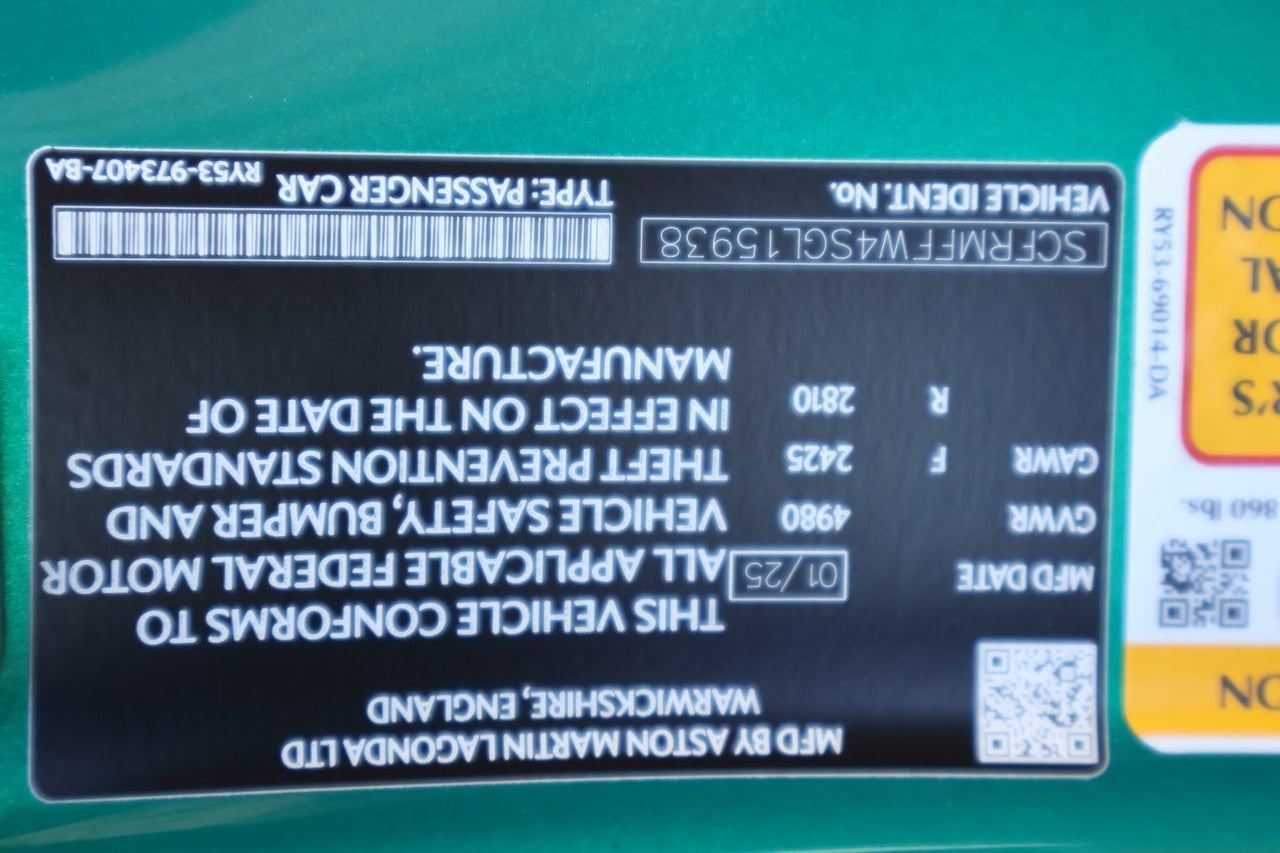 MFD BY ASTON MARTIN LAGONDA LTD
WARWICKSHIRE, ENGLAND
MFD DATE 01/25
GVWR 4980
GAWR F 2425
R 2810
THIS VEHICLE CONFORMS TO
ALL APPLICABLE FEDERAL MOTOR
VEHICLE SAFETY, BUMPER AND
THEFT PREVENTION STANDARDS
IN EFFECT ON THE DATE OF
MANUFACTURE.
SCFRMFFW4SGL15938
VEHICLE IDENT. No.
TYPE: PASSENGER CAR
RY53-973407-BA
860 lbs.
RY53-69014-DA